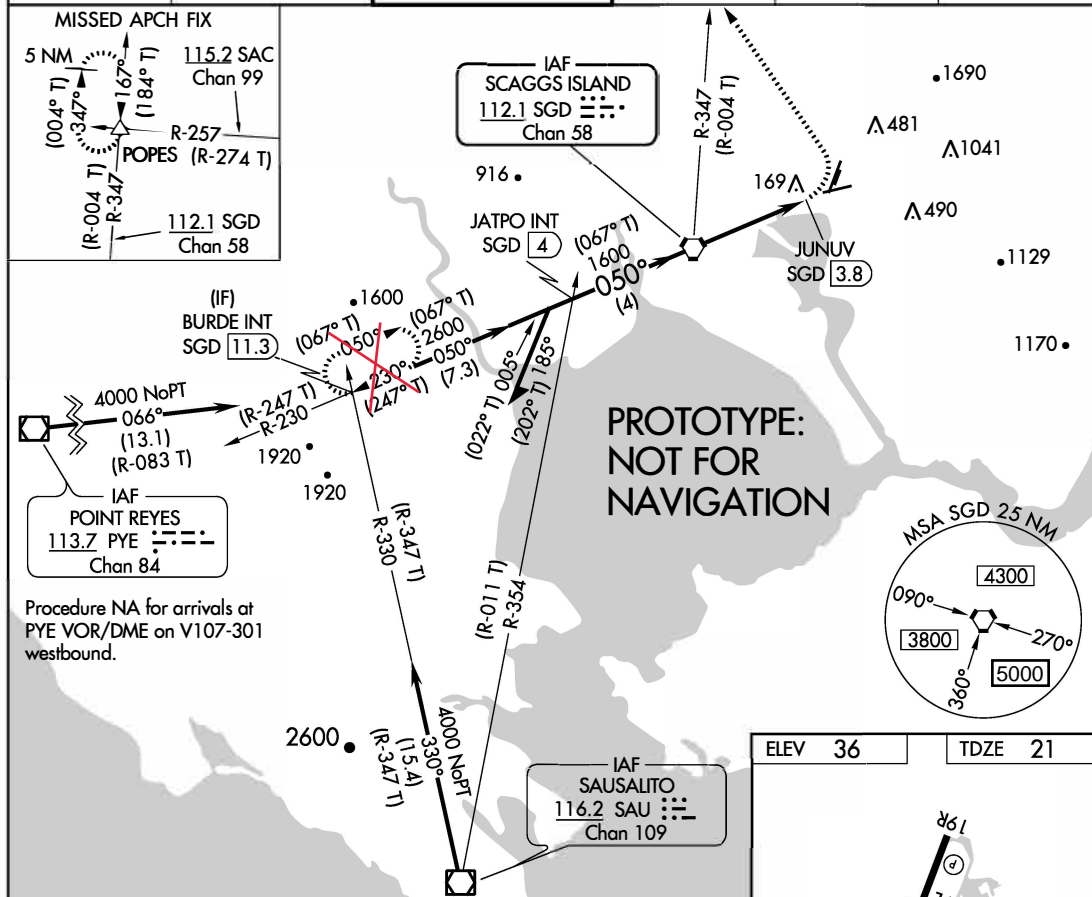 MISSED APCH FIX
5 NM
115.2 SAC
Chan 99
(004° T)
347°
167°
(184° T)
R-257
(R-274 T)
POPES
(R-004 T)
R-347
112.1 SGD
Chan 58
IAF
SCAGGS ISLAND
112.1 SGD
Chan 58
R-347
(R-004 T)
1690
481
1041
490
916
169
JUNUV
SGD 3.8
1129
1170
JATPO INT
SGD 4
(067° T)
1600
050°
(4)
(IF)
BURDE INT
SGD 11.3
1600
(067° T)
050°
(067° T)
2600
050°
(7.3)
230°
(247° T)
005°
(022° T)
185°
(202° T)
4000 NoPT
066°
(13.1)
(R-083 T)
(R-247 T)
R-230
1920
1920
IAF
POINT REYES
113.7 PYE
Chan 84
Procedure NA for arrivals at
PYE VOR/DME on V107-301
westbound.
PROTOTYPE:
NOT FOR
NAVIGATION
(R-347 T)
R-330
(R-011 T)
R-354
MSA SGD 25 NM
4300
090°
3800
270°
5000
360°
2600
4000 NoPT
330°
(15.4)
(R-347 T)
IAF
SAUSALITO
116.2 SAU
Chan 109
ELEV 36
TDZE 21
19R
P